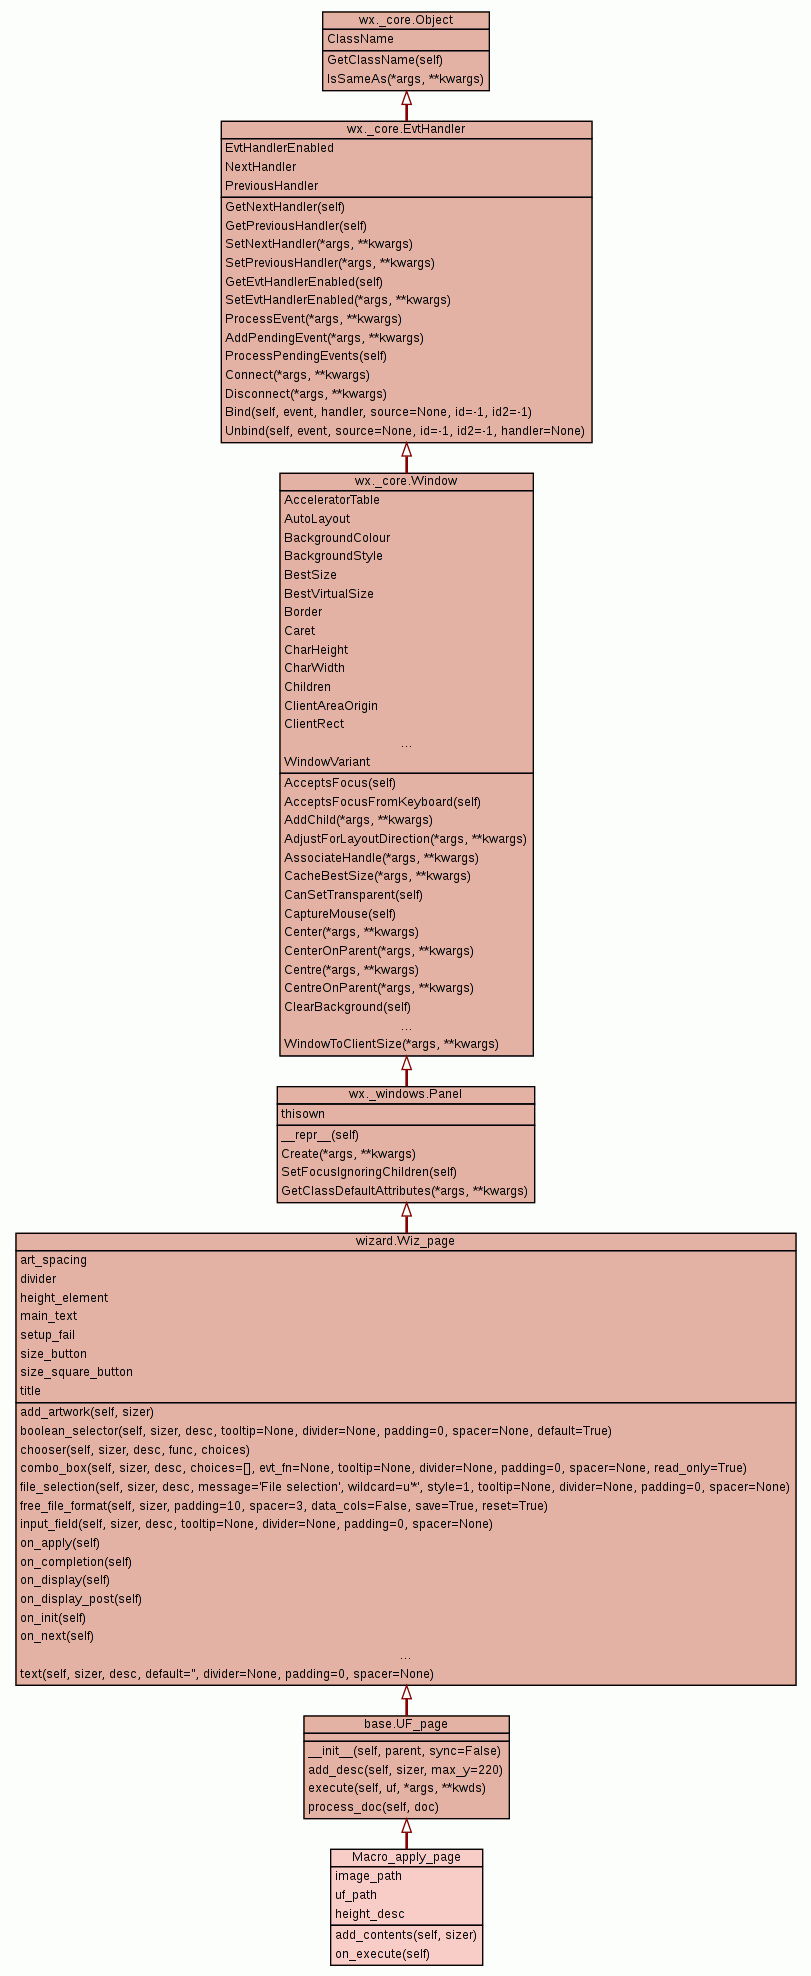 wx._core.Object
ClassName
GetClassName(self)
IsSameAs(*args, **kwargs)
wx._core.EvtHandler
EvtHandlerEnabled
NextHandler
PreviousHandler
GetNextHandler(self)
GetPreviousHandler(self)
SetNextHandler(*args, **kwargs)
SetPreviousHandler(*args, **kwargs)
GetEvtHandlerEnabled(self)
SetEvtHandlerEnabled(*args, **kwargs)
ProcessEvent(*args, **kwargs)
AddPendingEvent(*args, **kwargs)
ProcessPendingEvents(self)
Connect(*args, **kwargs)
Disconnect(*args, **kwargs)
Bind(self, event, handler, source=None, id=-1, id2=-1)
Unbind(self, event, source=None, id=-1, id2=-1, handler=None)
wx._core.Window
AcceleratorTable
AutoLayout
BackgroundColour
BackgroundStyle
BestSize
BestVirtualSize
Border
Caret
CharHeight
CharWidth
Children
ClientAreaOrigin
ClientRect
...
WindowVariant
AcceptsFocus(self)
AcceptsFocusFromKeyboard(self)
AddChild(*args, **kwargs)
AdjustForLayoutDirection(*args, **kwargs)
AssociateHandle(*args, **kwargs)
CacheBestSize(*args, **kwargs)
CanSetTransparent(self)
CaptureMouse(self)
Center(*args, **kwargs)
CenterOnParent(*args, **kwargs)
Centre(*args, **kwargs)
CentreOnParent(*args, **kwargs)
ClearBackground(self)
...
WindowToClientSize(*args, **kwargs)
wx._windows.Panel
thisown
__repr__(self)
Create(*args, **kwargs)
SetFocusIgnoringChildren(self)
GetClassDefaultAttributes(*args, **kwargs)
wizard.Wiz_page
art_spacing
divider
height_element
main_text
setup_fail
size_button
size_square_button
title
add_artwork(self, sizer)
boolean_selector(self, sizer, desc, tooltip=None, divider=None, padding=0, spacer=None, default=True)
chooser(self, sizer, desc, func, choices)
combo_box(self, sizer, desc, choices=[], evt_fn=None, tooltip=None, divider=None, padding=0, spacer=None, read_only=True)
file_selection(self, sizer, desc, message='File selection', wildcard=u'*', style=1, tooltip=None, divider=None, padding=0, spacer=None)
free_file_format(self, sizer, padding=10, spacer=3, data_cols=False, save=True, reset=True)
input_field(self, sizer, desc, tooltip=None, divider=None, padding=0, spacer=None)
on_apply(self)
on_completion(self)
on_display(self)
on_display_post(self)
on_init(self)
on_next(self)
...
text(self, sizer, desc, default='', divider=None, padding=0, spacer=None)
base.UF_page
__init__(self, parent, sync=False)
add_desc(self, sizer, max_y=220)
execute(self, uf, *args, **kwds)
process_doc(self, doc)
Macro_apply_page
image_path
uf_path
height_desc
add_contents(self, sizer)
on_execute(self)